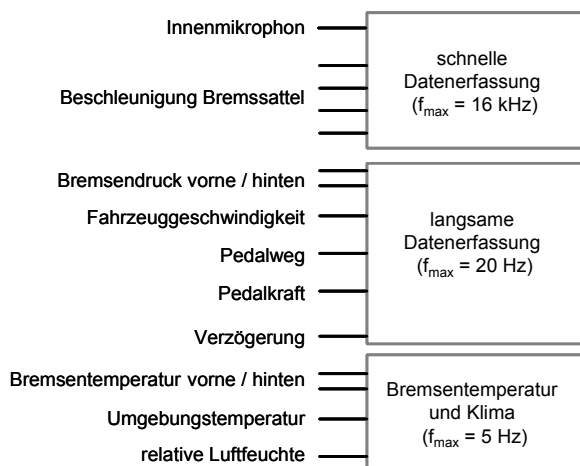 Innenmikrophon
Beschleunigung Bremssattel
schnelle
Datenerfassung
(fmax = 16 kHz)
Bremsendruck vorne / hinten
Fahrzeuggeschwindigkeit
Pedalweg
Pedalkraft
Verzögerung
langsame
Datenerfassung
(fmax = 20 Hz)
Bremsentemperatur vorne / hinten
Umgebungstemperatur
relative Luftfeuchte
Bremsentemperatur
und Klima
(fmax = 5 Hz)